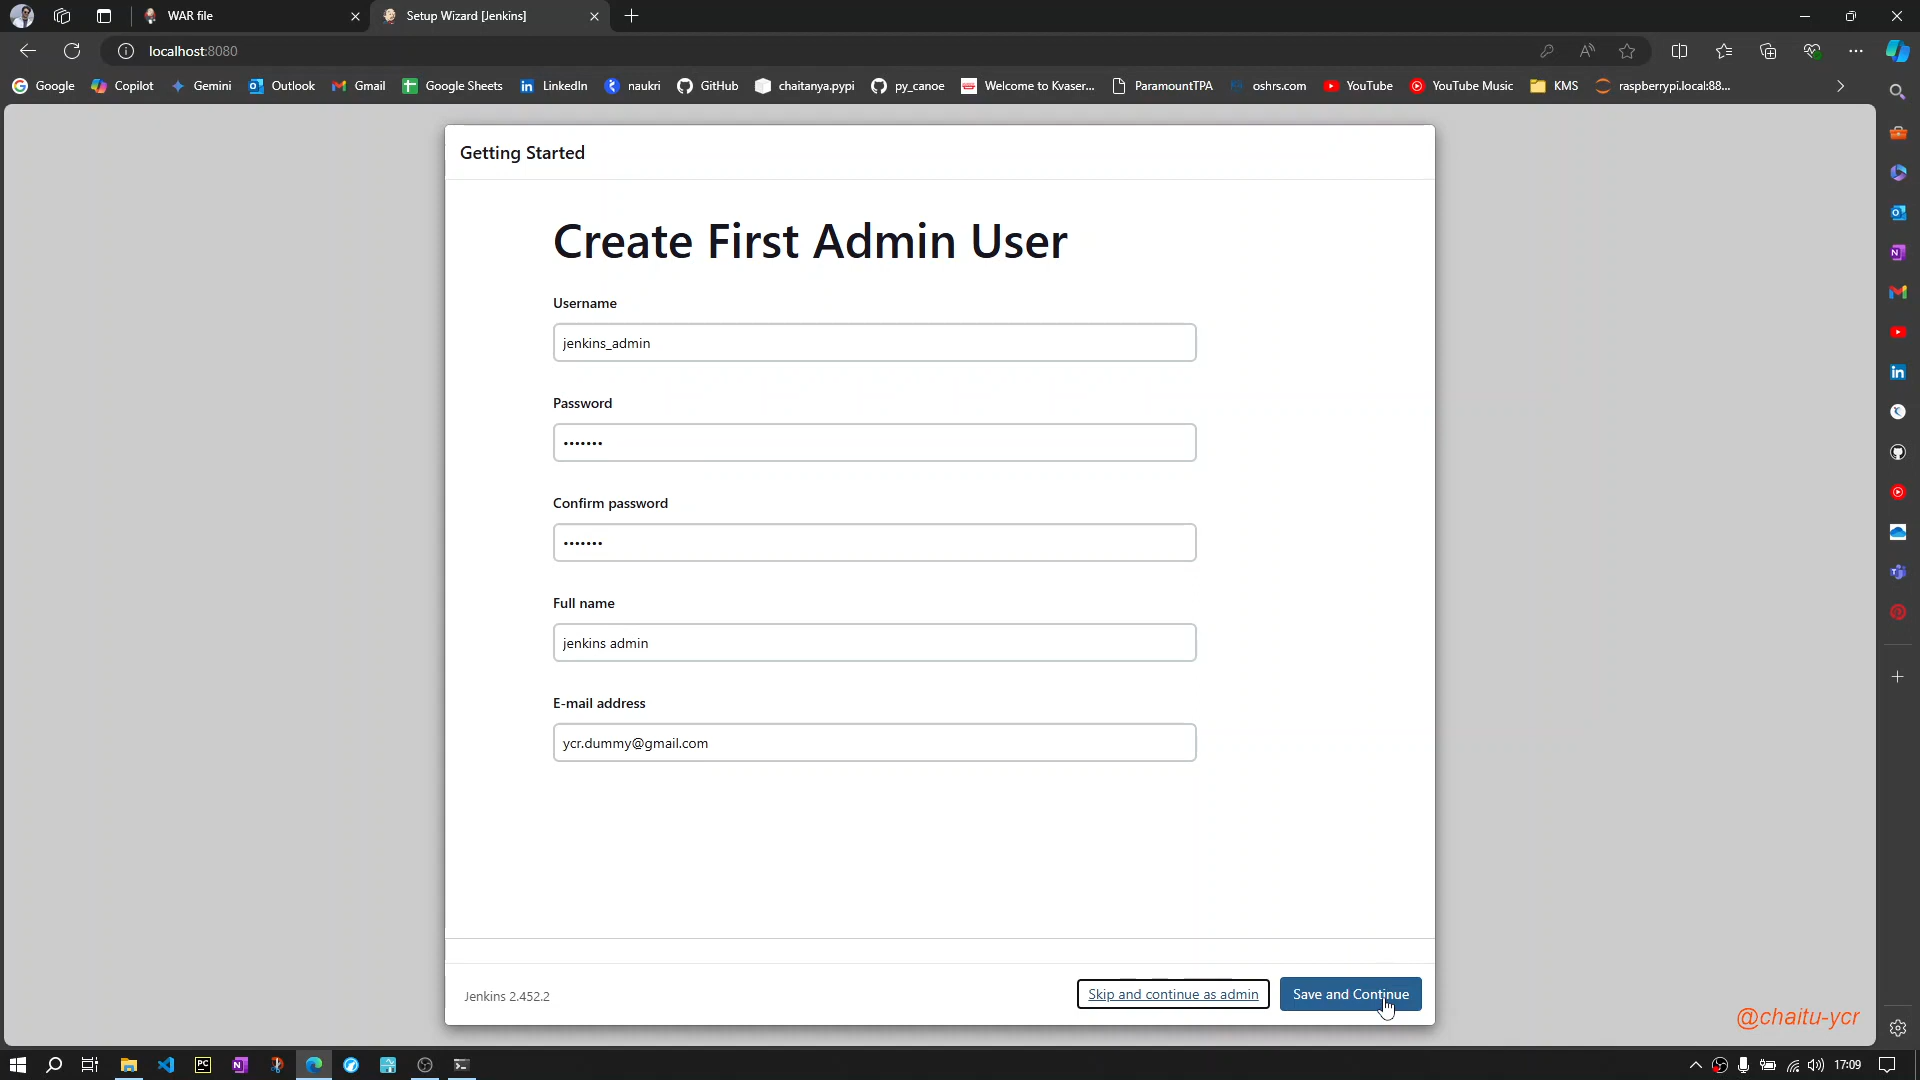 WAR file
Setup Wizard [Jenkins]
localhost:8080
Google
Copilot
Gemini
Outlook
Gmail
Google Sheets
LinkedIn
naukri
GitHub
chaitanya.pypi
py_canoe
Welcome to Kvaser...
ParamountTPA
oshrs.com
YouTube
YouTube Music
KMS
raspberrypi.local:88...
Getting Started
Create First Admin User
Username
jenkins_admin
Password
•••••••
Confirm password
•••••••
Full name
jenkins admin
E-mail address
ycr.dummy@gmail.com
Jenkins 2.452.2
Skip and continue as admin
Save and Continue
@chaitu-ycr
17:09